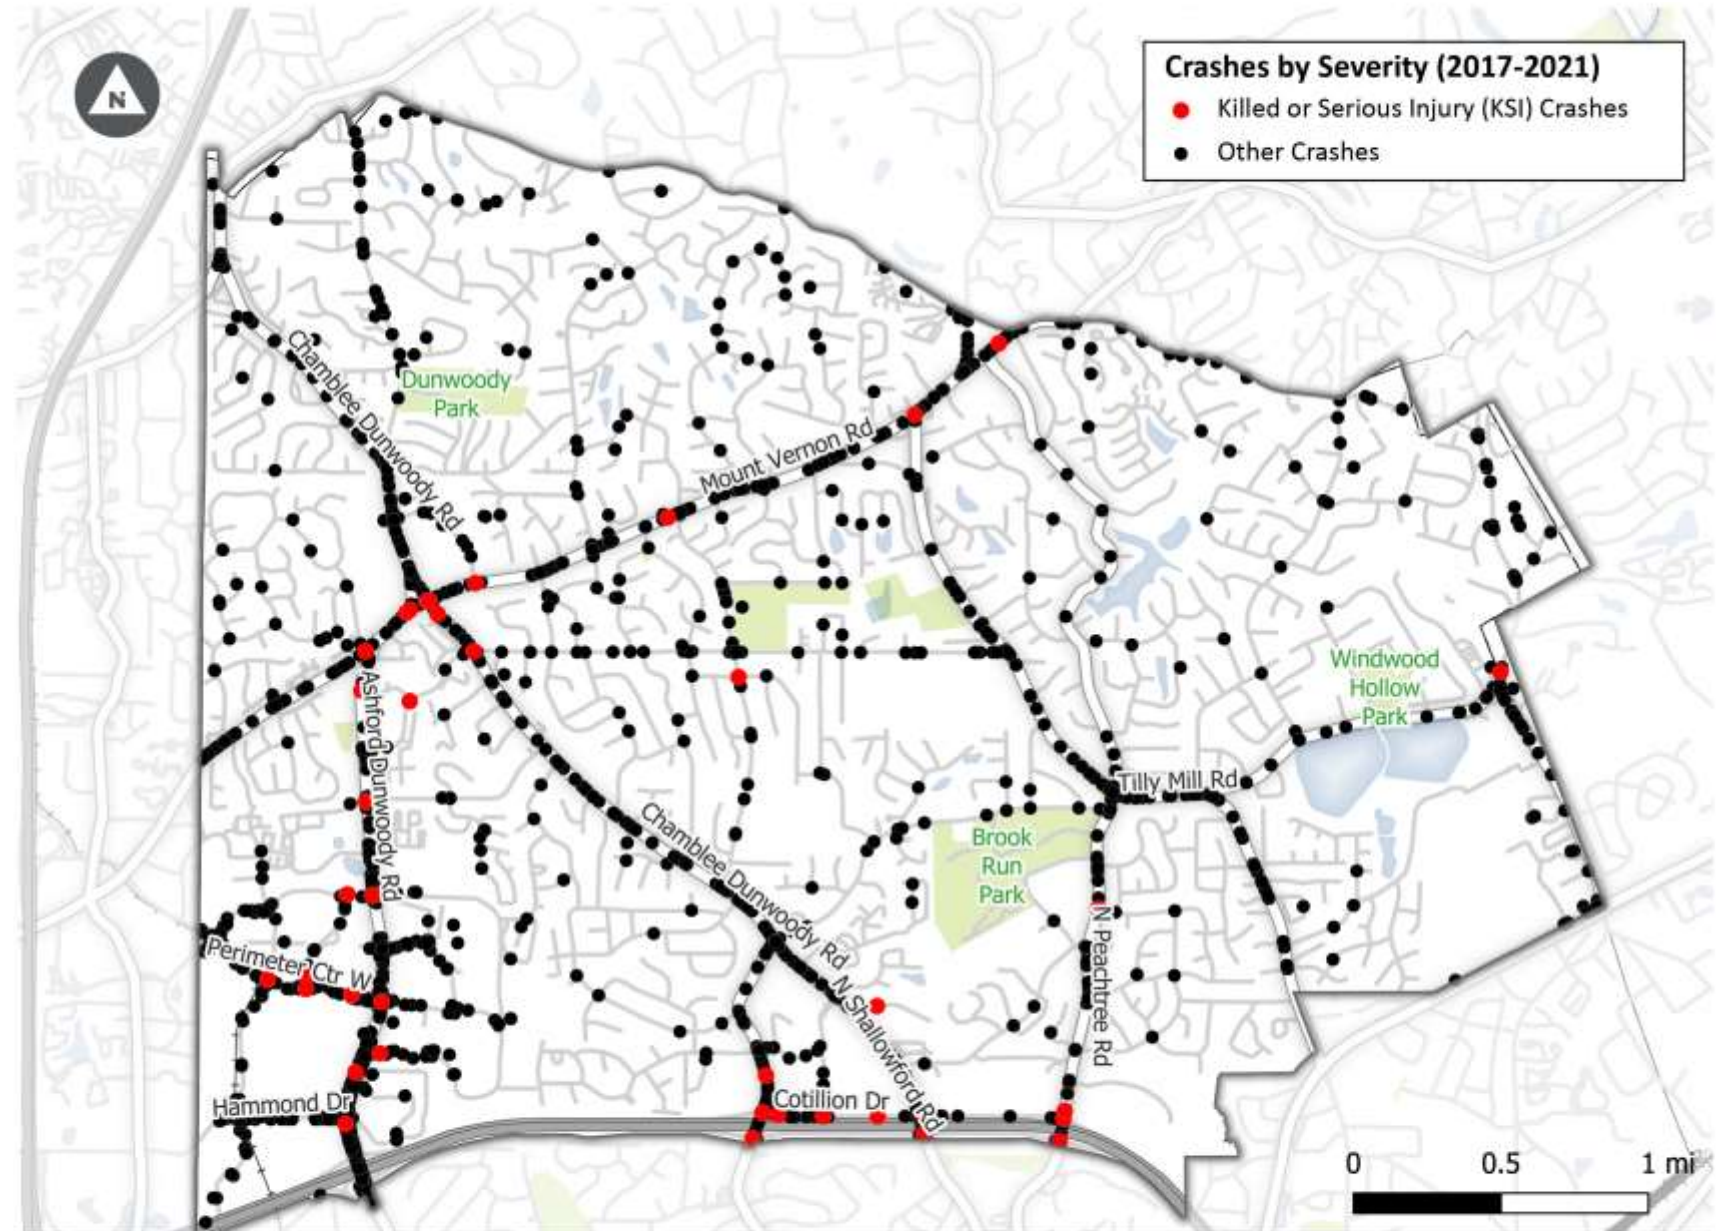 N
Crashes by Severity (2017-2021)
Killed or Serious Injury (KSI) Crashes
Other Crashes
Chamblee Dunwoody Rd
Dunwoody
Park
Mount Vernon Rd
Windwood
Hollow
Park
Ashford Dunwoody Rd
Tilly Mill Rd
Chamblee Dunwoody Rd
Brook
Run
Park
N Peachtree Rd
Perimeter Ctr W
N Shallowford Rd
Hammond Dr
Cotillion Dr
0 0.5 1 mi